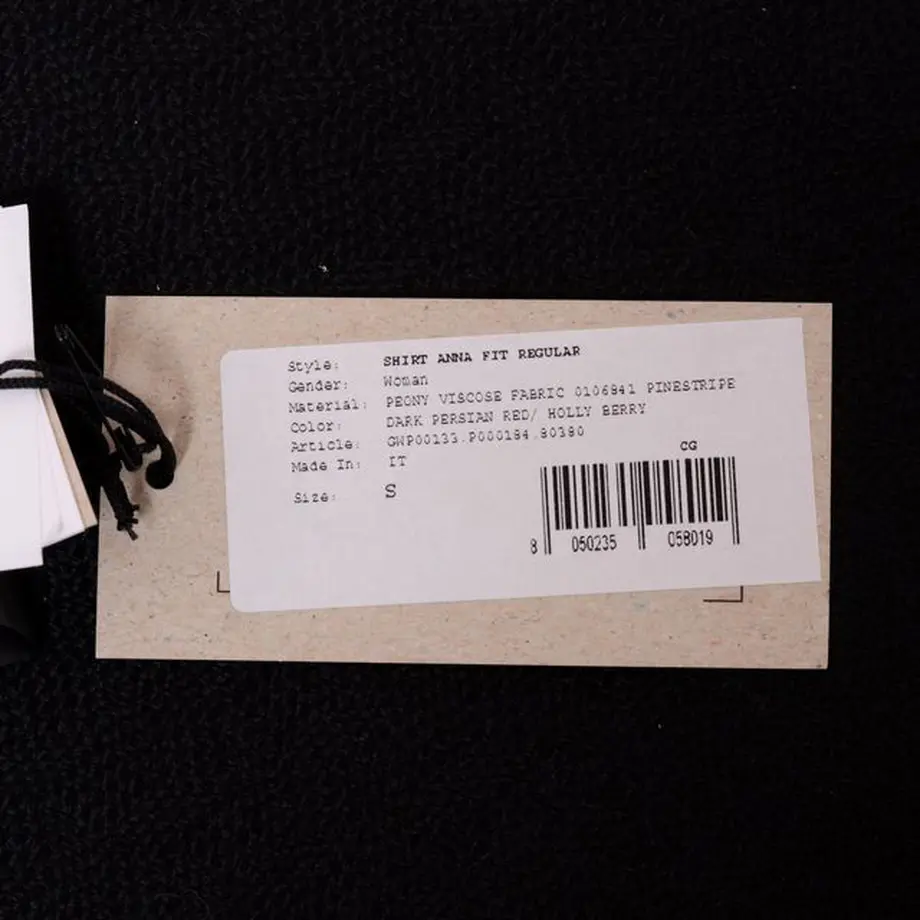 Style: SHIRT ANNA FIT REGULAR
Gender: Woman
Material: PEONY VISCOSE FABRIC 0106841 PINESTRIPE
Color: DARK PERSIAN RED/ HOLLY BERRY
Article: GWP00133.P000184.80380
Made In: IT
Size: S
CG
8 050235 058019